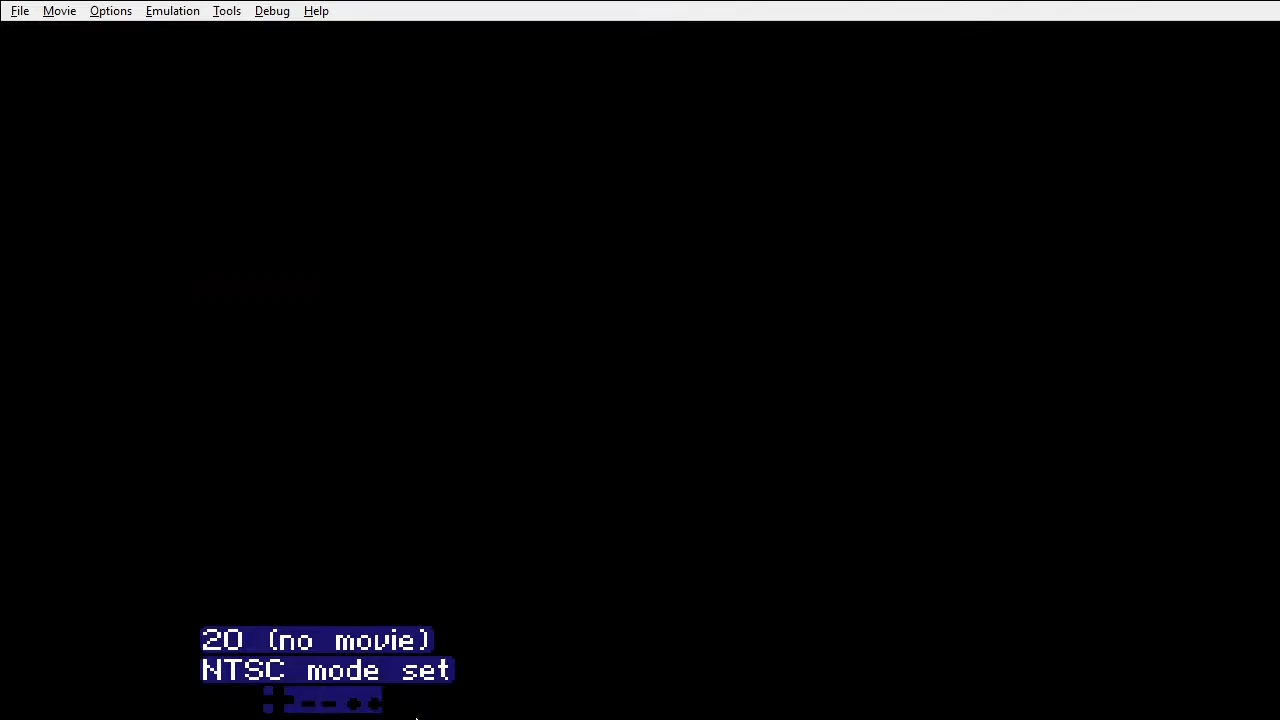 File Movie Options Emulation Tools Debug Help
20 (no movie)
NTSC mode set